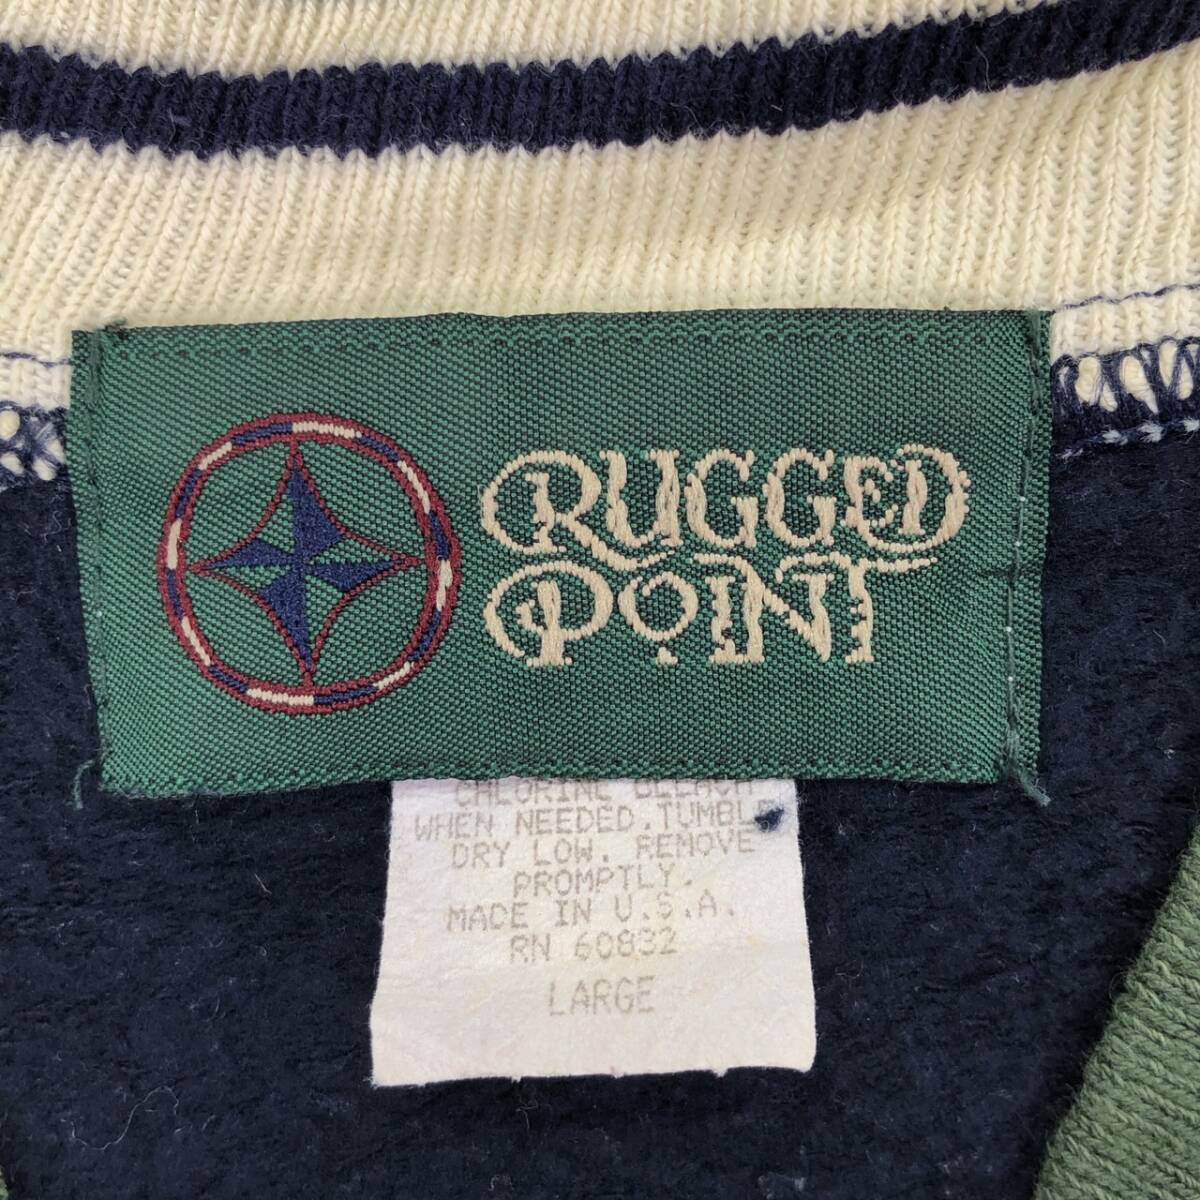 RUGGED
POINT
CHLORINE BLEACH
WHEN NEEDED. TUMBLE
DRY LOW. REMOVE
PROMPTLY.
MADE IN U.S.A.
RN 60832
LARGE